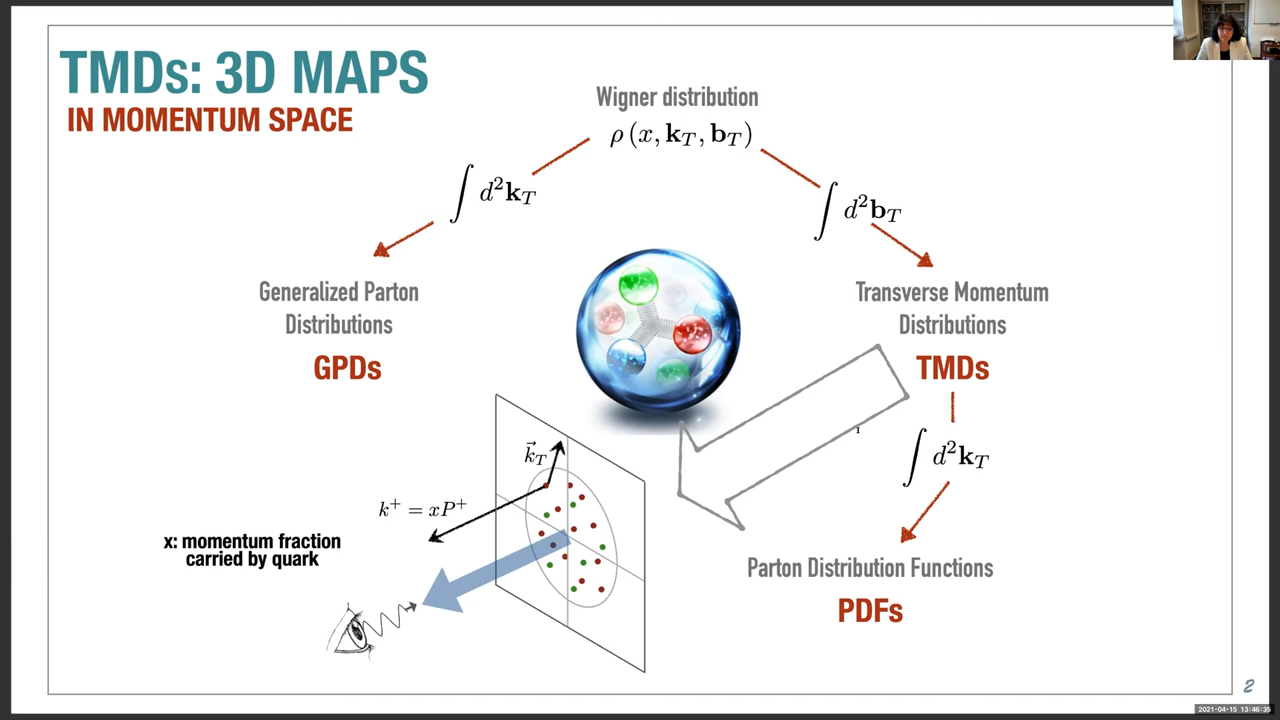 TMDs: 3D MAPS
IN MOMENTUM SPACE
Wigner distribution
ρ (x, k_T, b_T)
∫ d²k_T
∫ d²b_T
Generalized Parton
Distributions
GPDs
Transverse Momentum
Distributions
TMDs
∫ d²k_T
k⃗_T
k⁺ = xP⁺
x: momentum fraction
carried by quark
Parton Distribution Functions
PDFs
2
2021-04-15 13:46:35